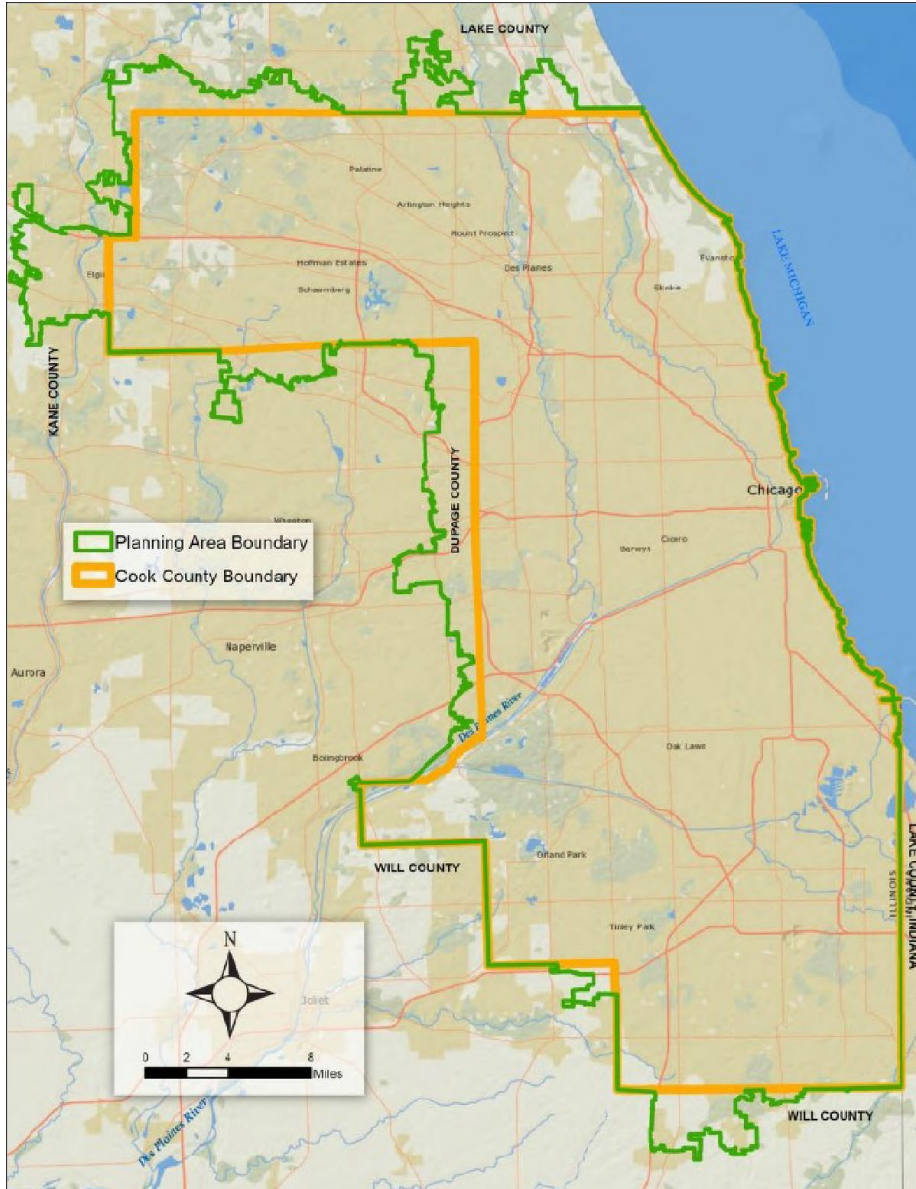 LAKE COUNTY
Palatine
Arlington Heights
Mount Prospect
LAKE MICHIGAN
Evanston
Hoffman Estates
Des Plaines
Elgin
Schaumburg
Skokie
KANE COUNTY
DUPAGE COUNTY
Chicago
Planning Area Boundary
Cook County Boundary
Wheaton
Cicero
Berwyn
Naperville
Aurora
Des Plaines River
Oak Lawn
Bolingbrook
Orland Park
WILL COUNTY
ILLINOIS
INDIANA
LAKE COUNTY, INDIANA
Tinley Park
N
Joliet
0 2 4 8
Miles
Des Plaines River
WILL COUNTY